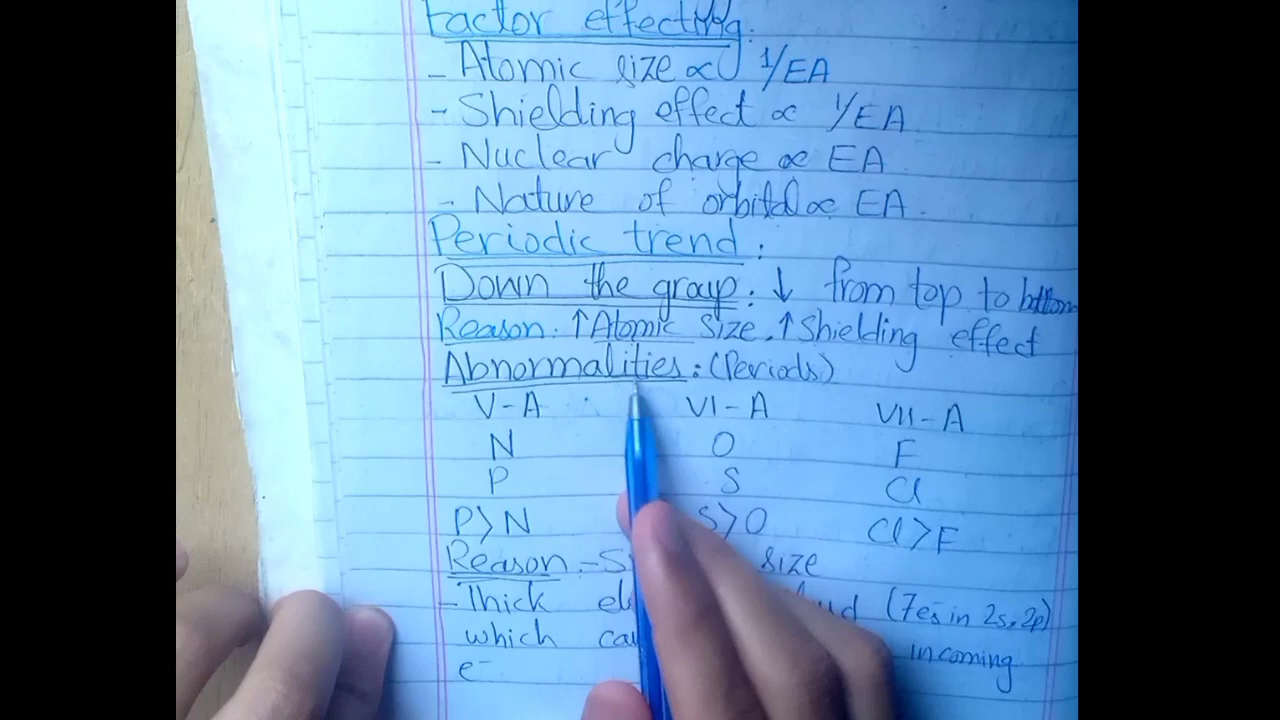 Factor effecting:
- Atomic size ∝ 1/EA
- Shielding effect ∝ 1/EA
- Nuclear charge ∝ EA
- Nature of orbital ∝ EA.
Periodic trend:
Down the group: ↓ from top to bottom
Reason: ↑ Atomic size, ↑ Shielding effect
Abnormalities: (Periods)
V-A VI-A VII-A
N O F
P S Cl
P>N S>O Cl>F
Reason - size
- Thick (7es in 2s, 2p)
which incoming
e⁻